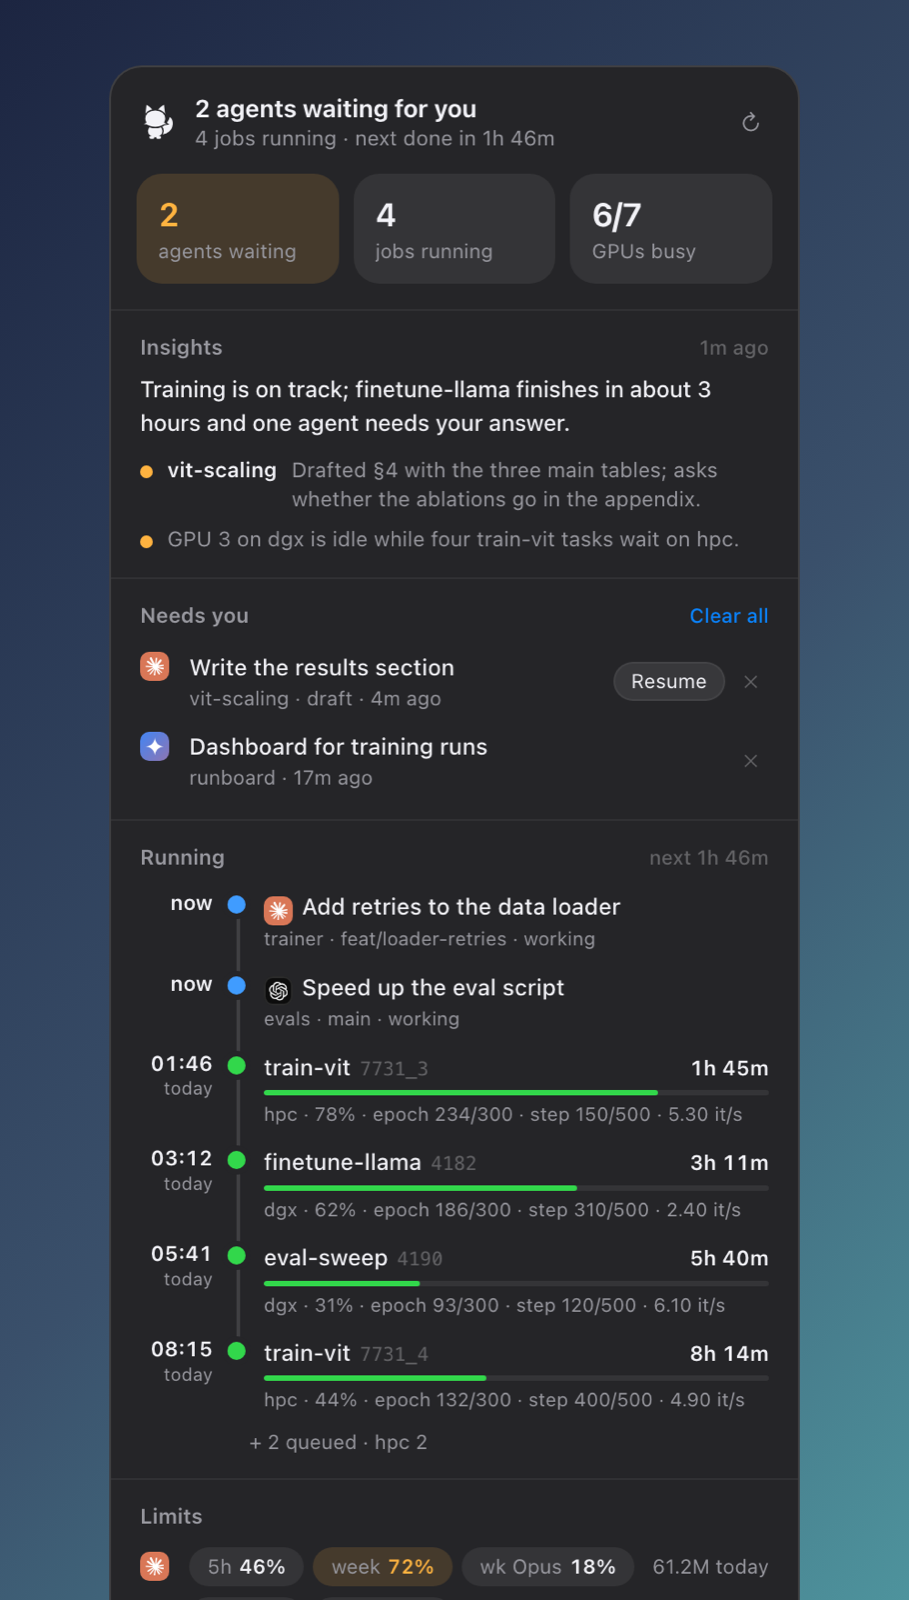 2 agents waiting for you
4 jobs running · next done in 1h 46m
2
agents waiting
4
jobs running
6/7
GPUs busy
Insights
1m ago
Training is on track; finetune-llama finishes in about 3
hours and one agent needs your answer.
vit-scaling Drafted §4 with the three main tables; asks
whether the ablations go in the appendix.
GPU 3 on dgx is idle while four train-vit tasks wait on hpc.
Needs you
Clear all
Write the results section
vit-scaling · draft · 4m ago
Resume
Dashboard for training runs
runboard · 17m ago
Running
next 1h 46m
now
Add retries to the data loader
trainer · feat/loader-retries · working
now
Speed up the eval script
evals · main · working
01:46
today
train-vit 7731_3
1h 45m
hpc · 78% · epoch 234/300 · step 150/500 · 5.30 it/s
03:12
today
finetune-llama 4182
3h 11m
dgx · 62% · epoch 186/300 · step 310/500 · 2.40 it/s
05:41
today
eval-sweep 4190
5h 40m
dgx · 31% · epoch 93/300 · step 120/500 · 6.10 it/s
08:15
today
train-vit 7731_4
8h 14m
hpc · 44% · epoch 132/300 · step 400/500 · 4.90 it/s
+ 2 queued · hpc 2
Limits
5h 46%
week 72%
wk Opus 18%
61.2M today